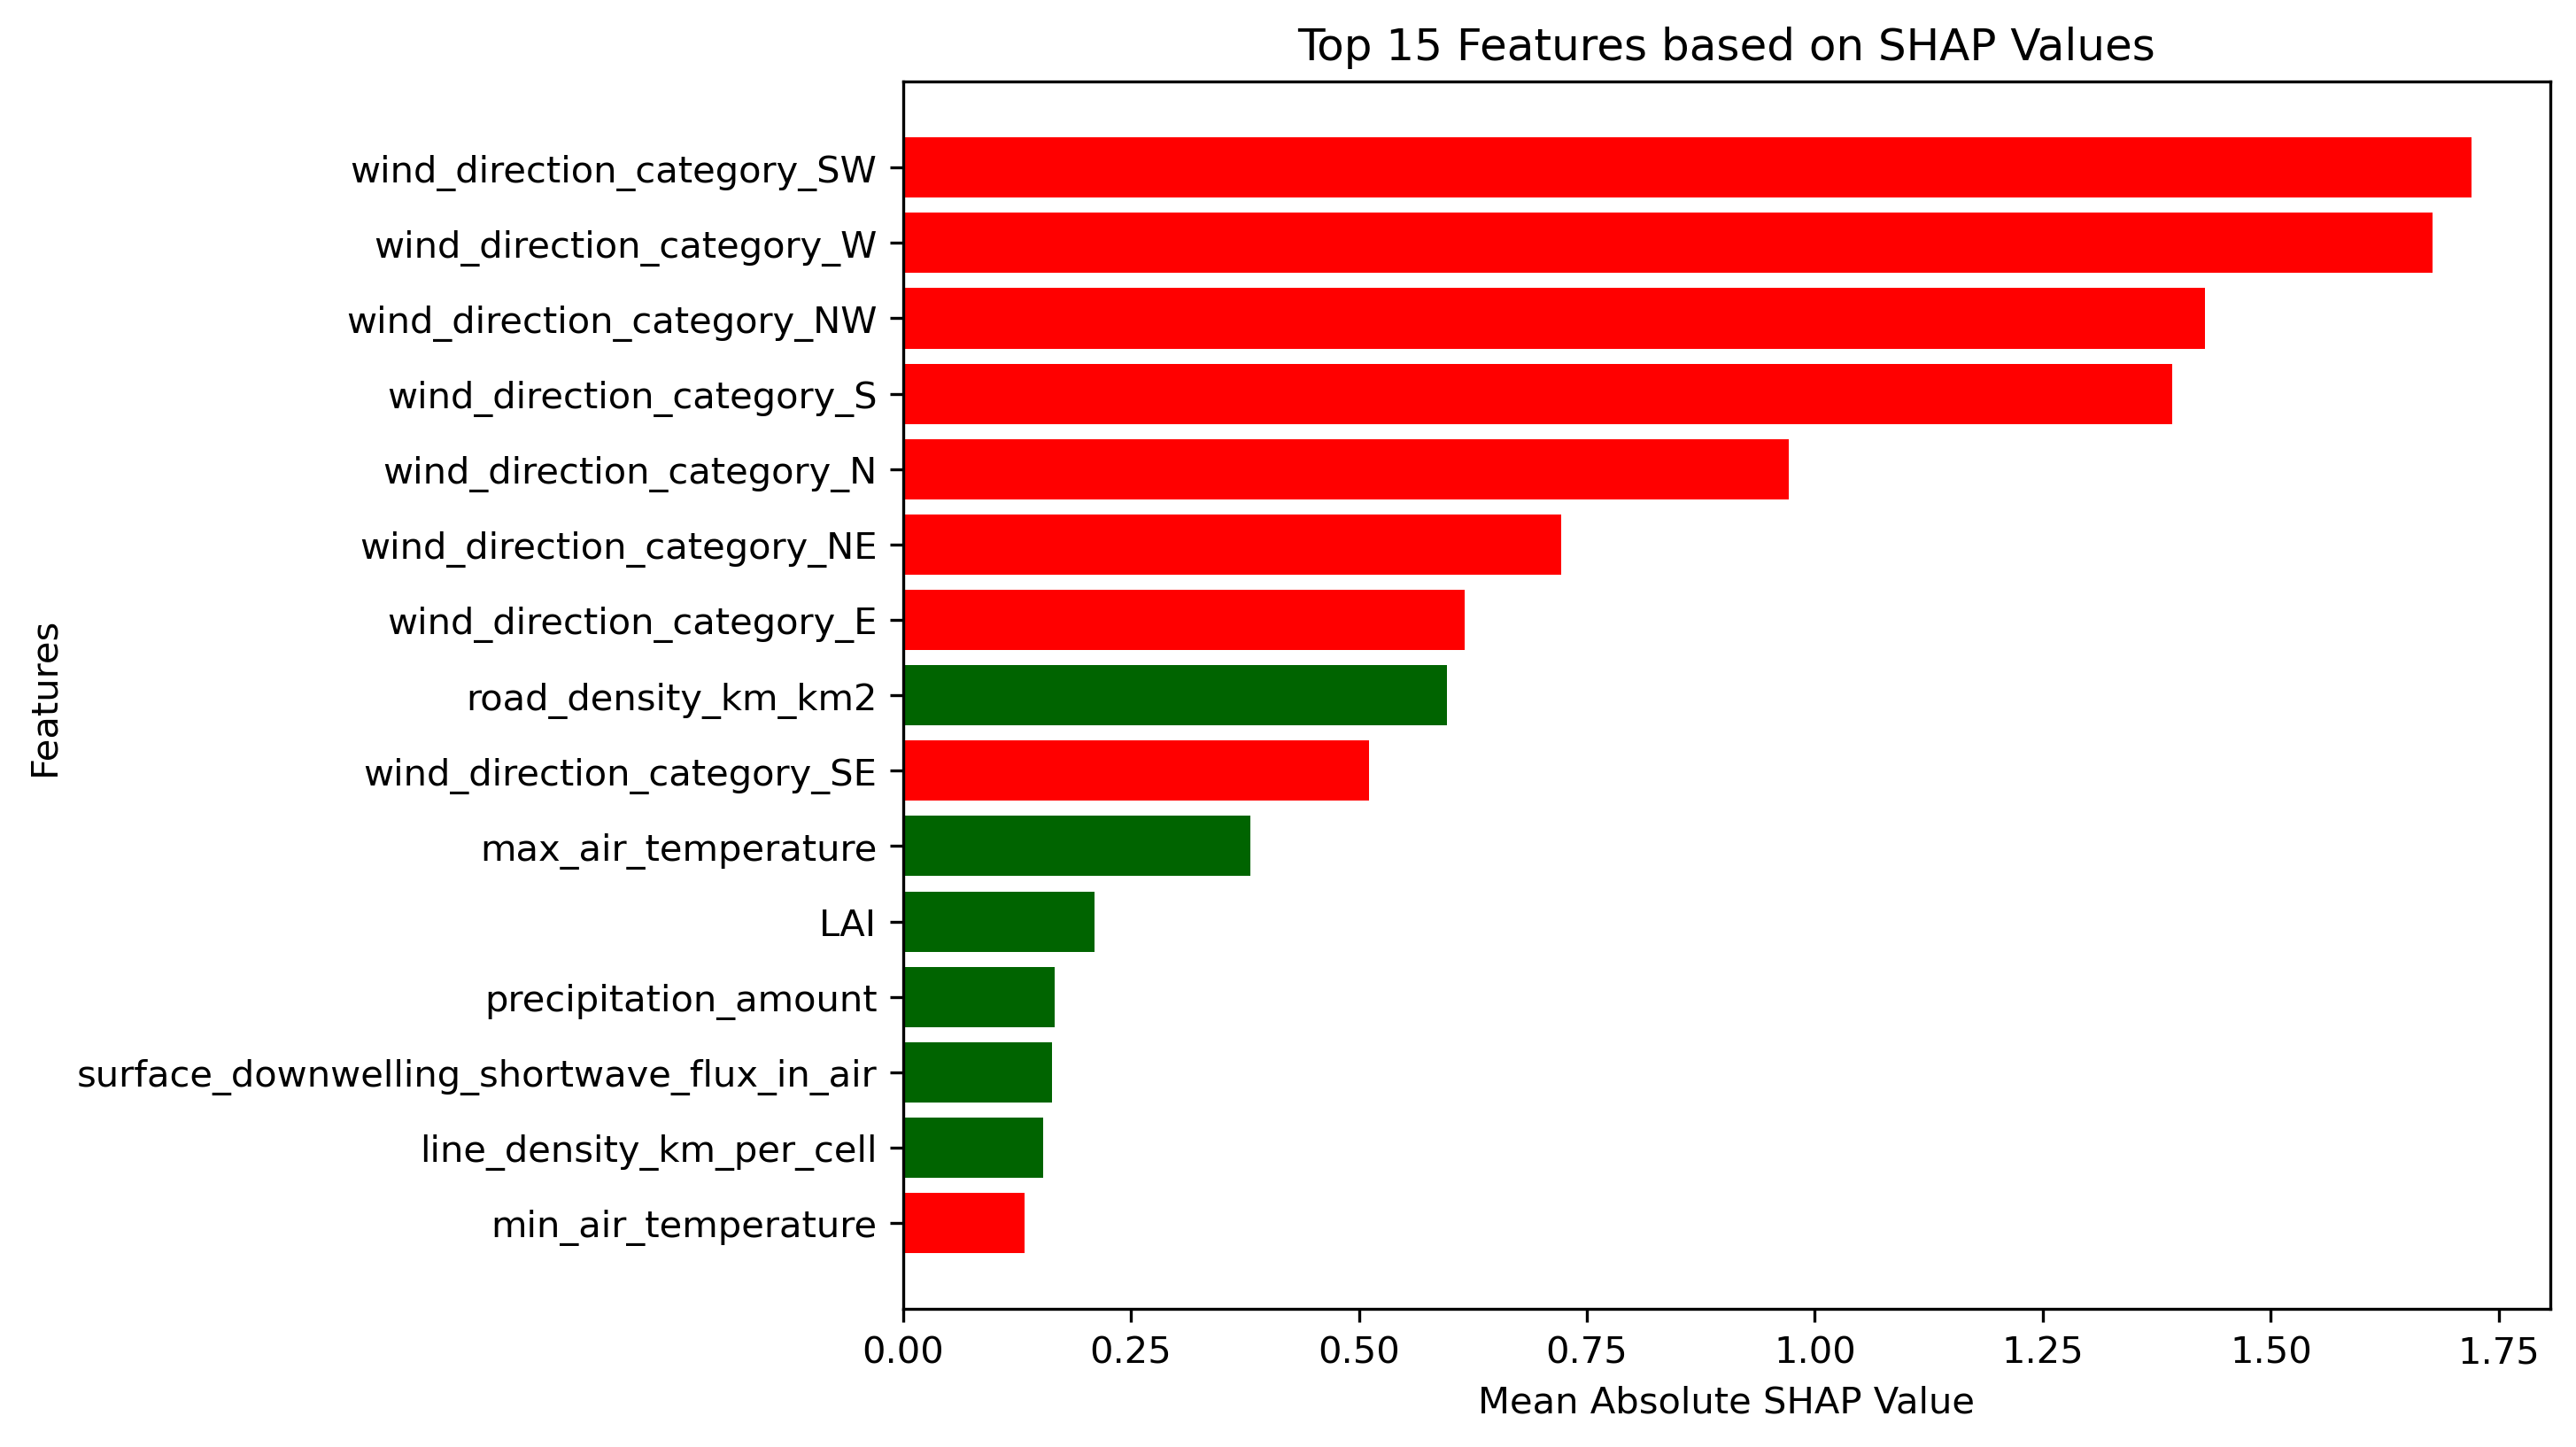 Top 15 Features based on SHAP Values
Features
wind_direction_category_SW
wind_direction_category_W
wind_direction_category_NW
wind_direction_category_S
wind_direction_category_N
wind_direction_category_NE
wind_direction_category_E
road_density_km_km2
wind_direction_category_SE
max_air_temperature
LAI
precipitation_amount
surface_downwelling_shortwave_flux_in_air
line_density_km_per_cell
min_air_temperature
0.00 0.25 0.50 0.75 1.00 1.25 1.50 1.75
Mean Absolute SHAP Value